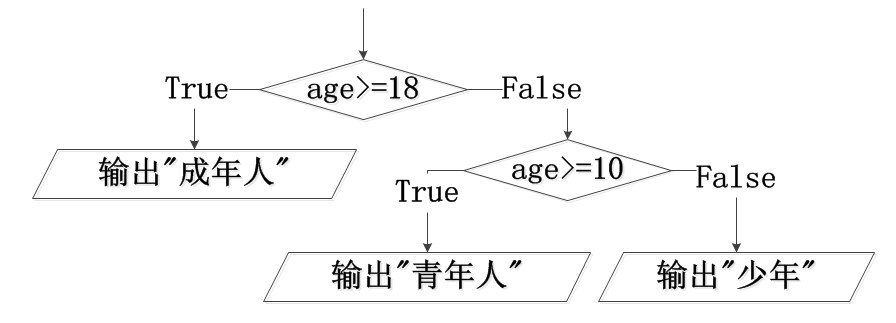 age>=18
True
False
输出"成年人"
age>=10
True
False
输出"青年人"
输出"少年"